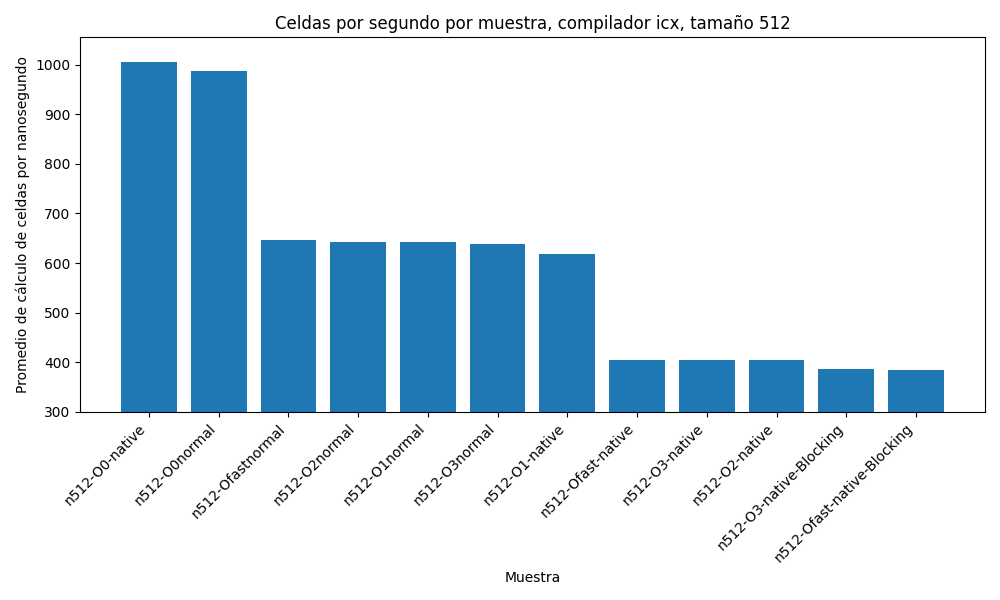 Celdas por segundo por muestra, compilador icx, tamaño 512
Promedio de cálculo de celdas por nanosegundo
1000
900
800
700
600
500
400
300
n512-O0-native
n512-O0normal
n512-Ofastnormal
n512-O2normal
n512-O1normal
n512-O3normal
n512-O1-native
n512-Ofast-native
n512-O3-native
n512-O2-native
n512-O3-native-Blocking
n512-Ofast-native-Blocking
Muestra